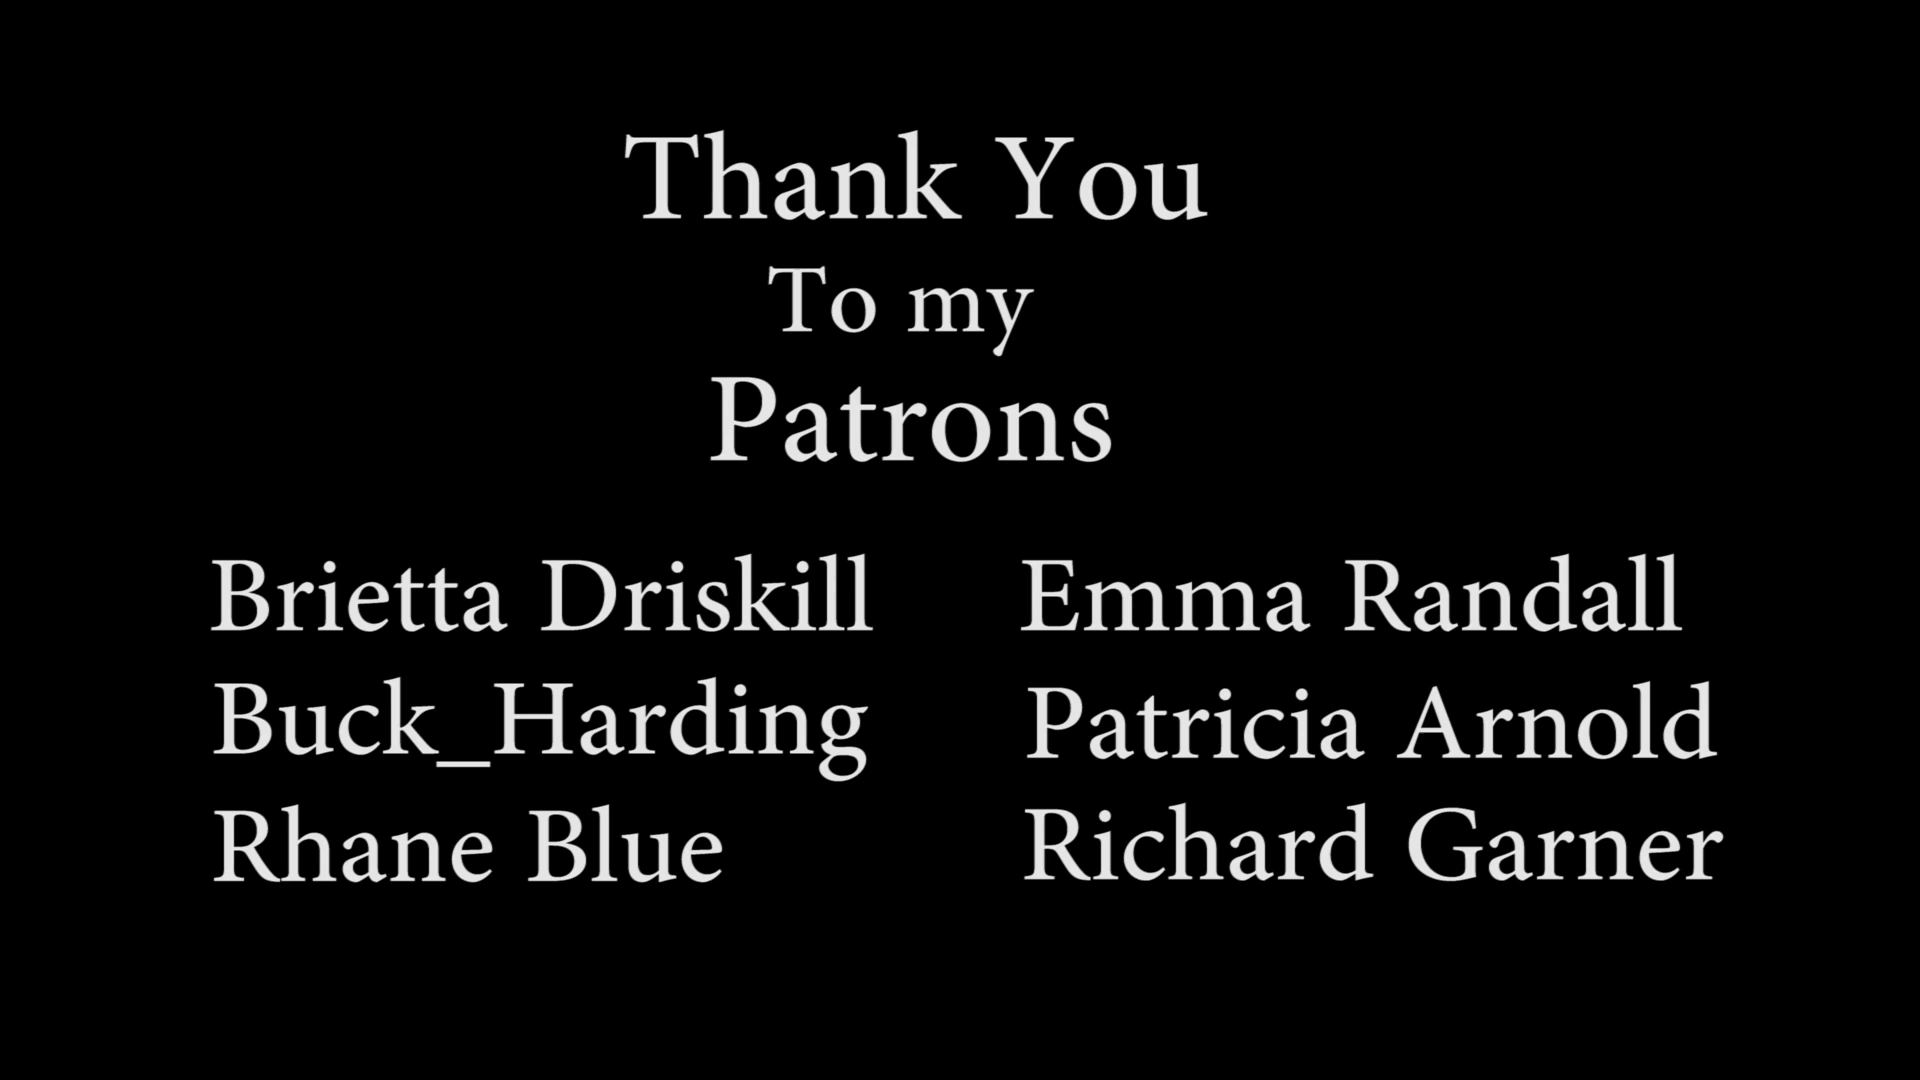 Thank You
To my
Patrons
Brietta Driskill
Buck_Harding
Rhane Blue
Emma Randall
Patricia Arnold
Richard Garner